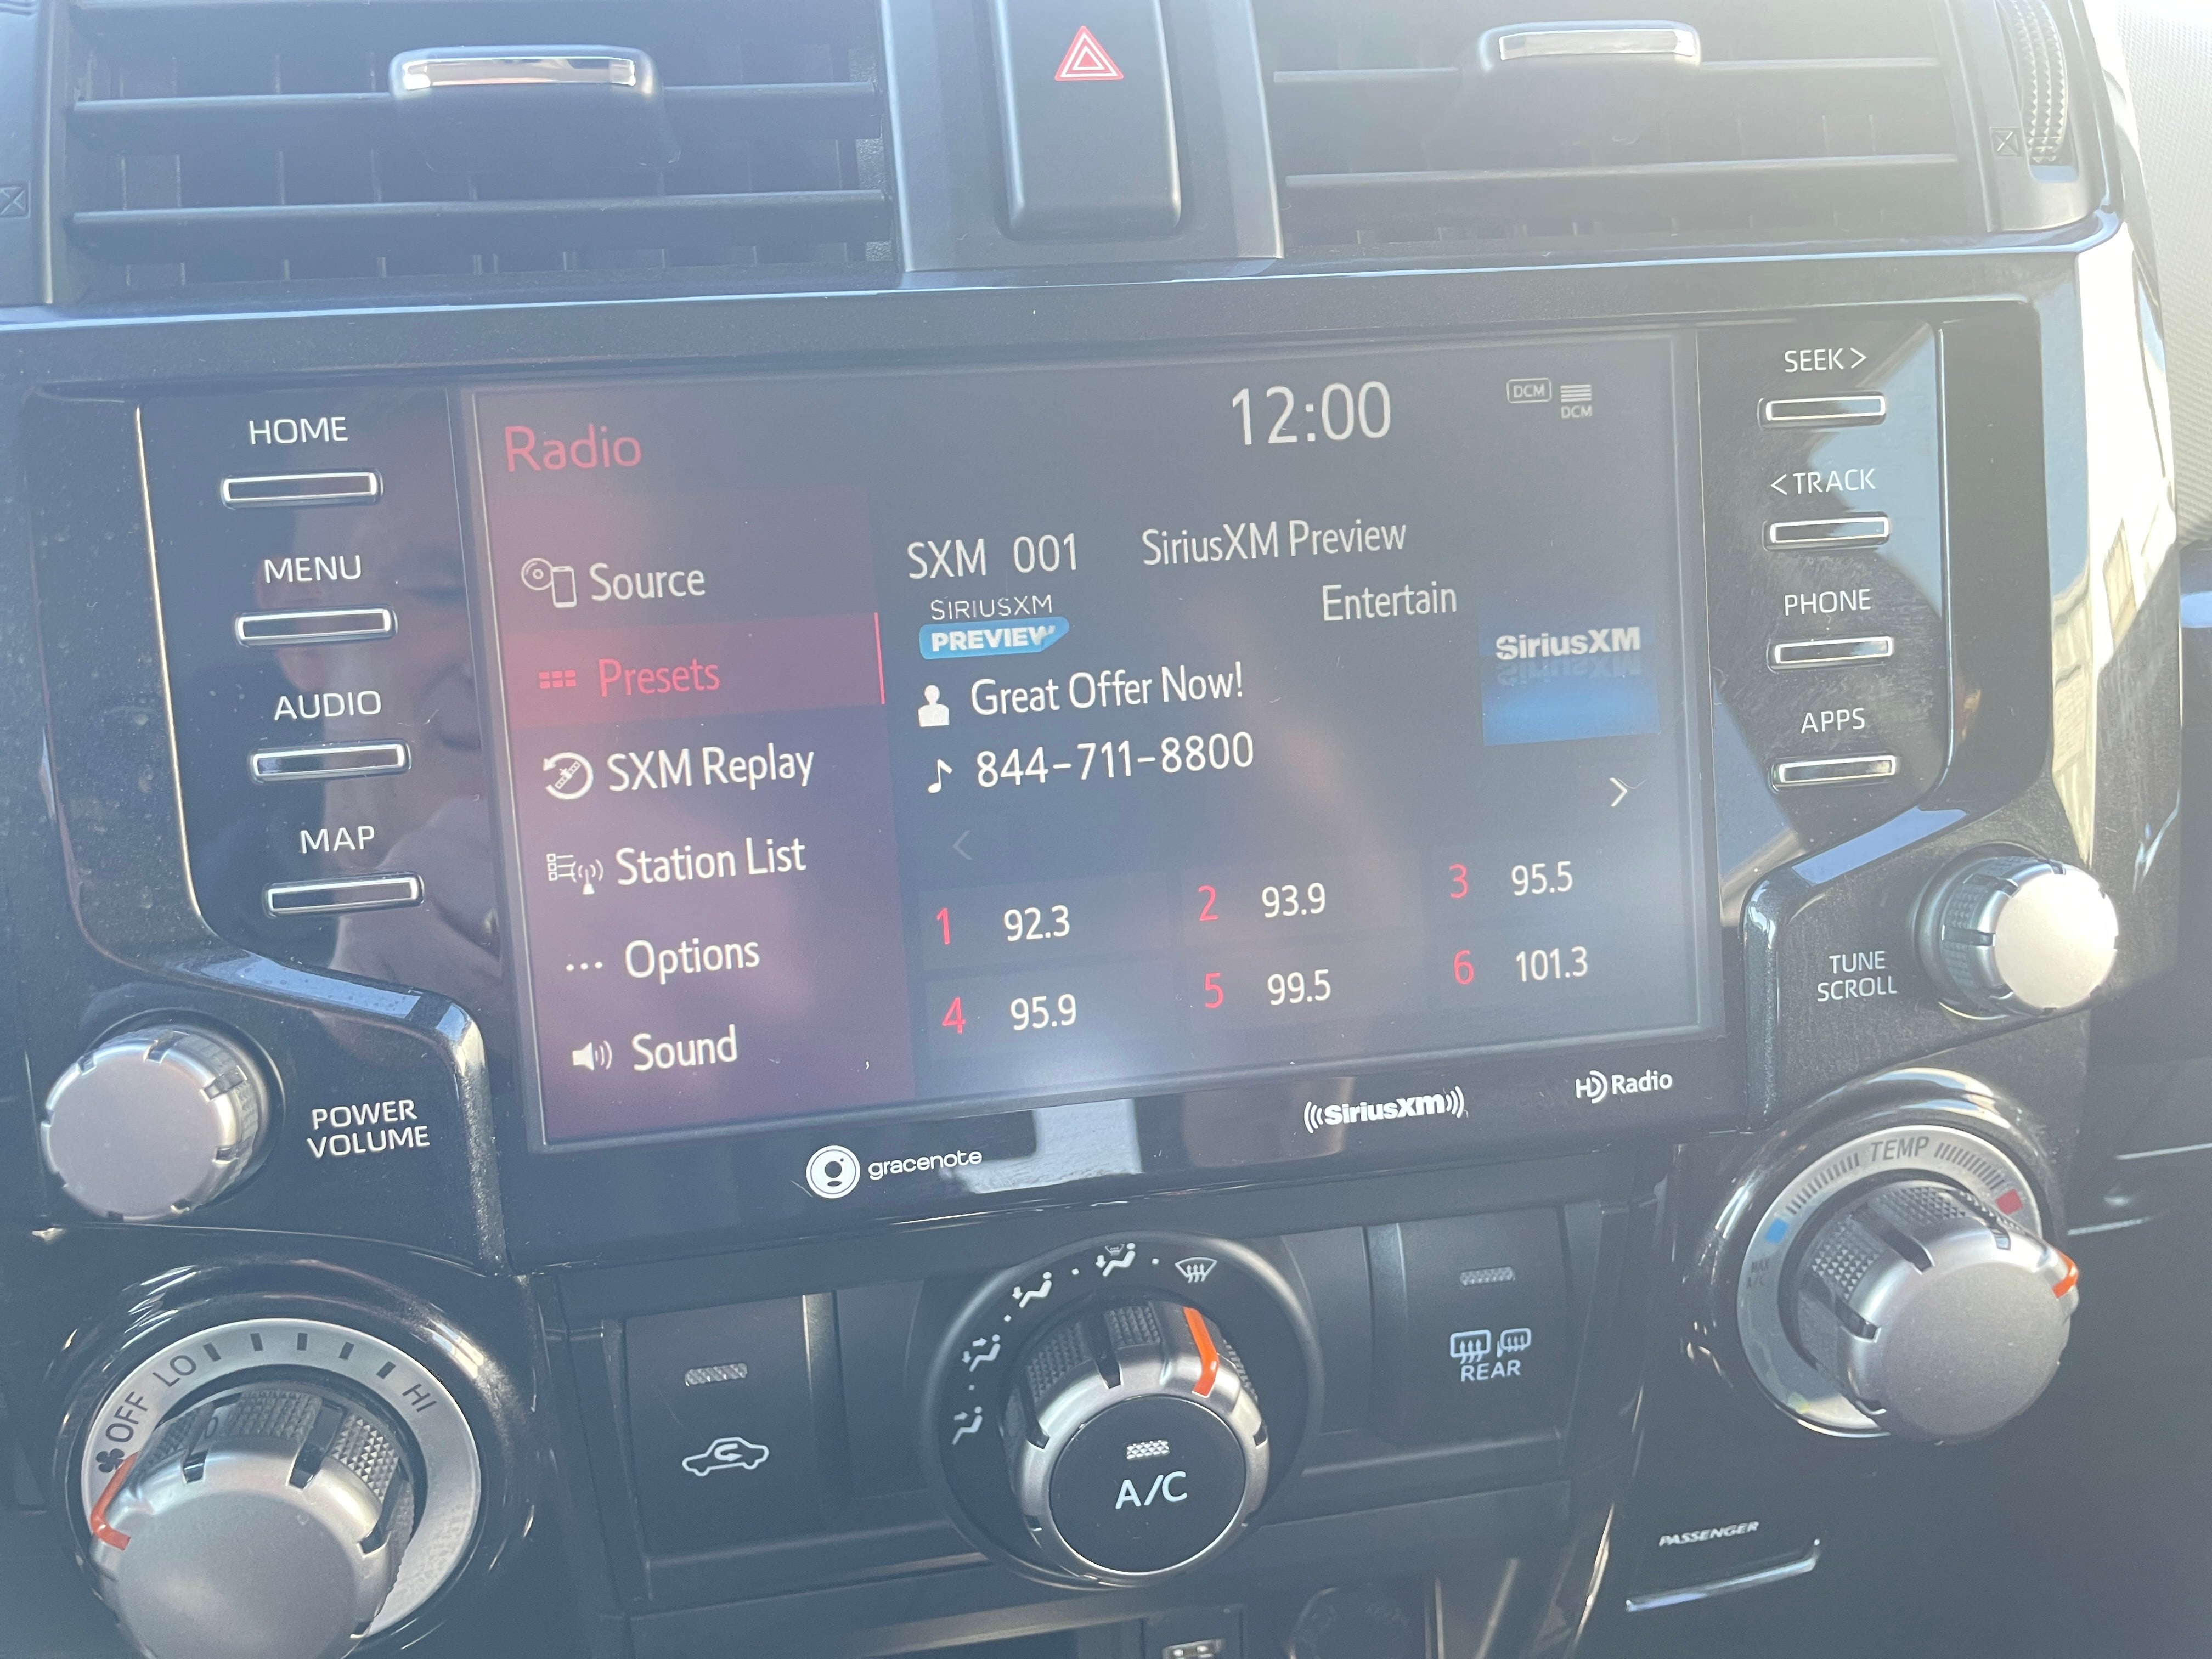 HOME
MENU
AUDIO
MAP
POWER
VOLUME
Radio
12:00
DCM
DCM
Source
Presets
SXM Replay
Station List
... Options
Sound
SXM 001 SiriusXM Preview
Entertain
SIRIUSXM
PREVIEW
SiriusXM
Great Offer Now!
844-711-8800
<
>
1 92.3
2 93.9
3 95.5
4 95.9
5 99.5
6 101.3
SEEK >
< TRACK
PHONE
APPS
TUNE
SCROLL
gracenote
((SiriusXM))
HD Radio
OFF LO HI
A/C
REAR
TEMP
MAX
A/C
PASSENGER